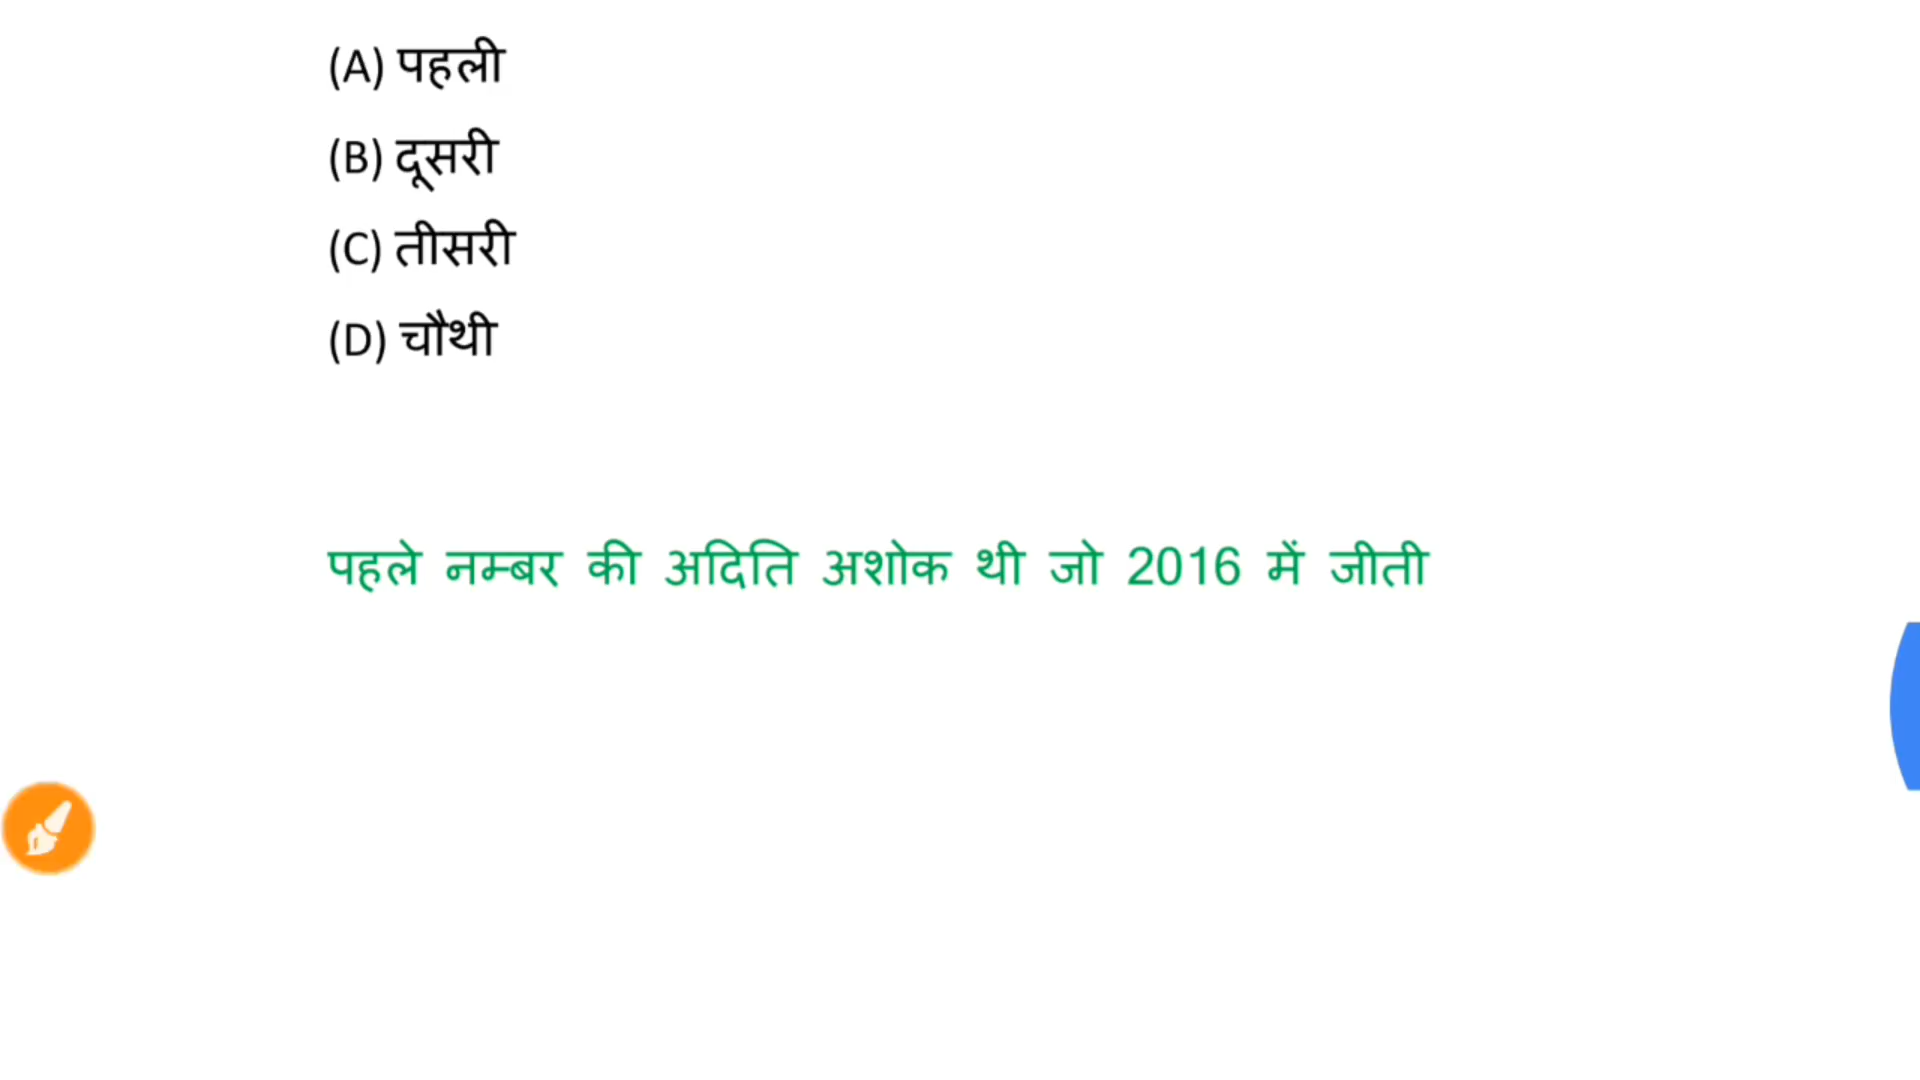 (A) पहली
(B) दूसरी
(C) तीसरी
(D) चौथी
पहले नम्बर की अदिति अशोक थी जो 2016 में जीती